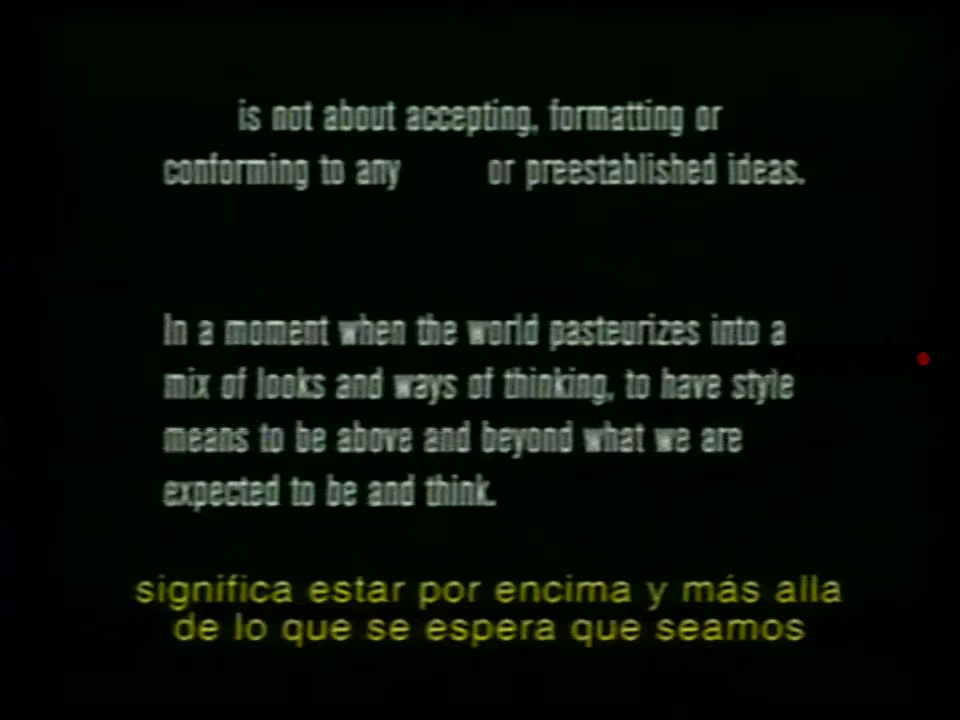 is not about accepting, formatting or
conforming to any or preestablished ideas.
In a moment when the world pasteurizes into a
mix of looks and ways of thinking, to have style
means to be above and beyond what we are
expected to be and think.
significa estar por encima y más alla
de lo que se espera que seamos